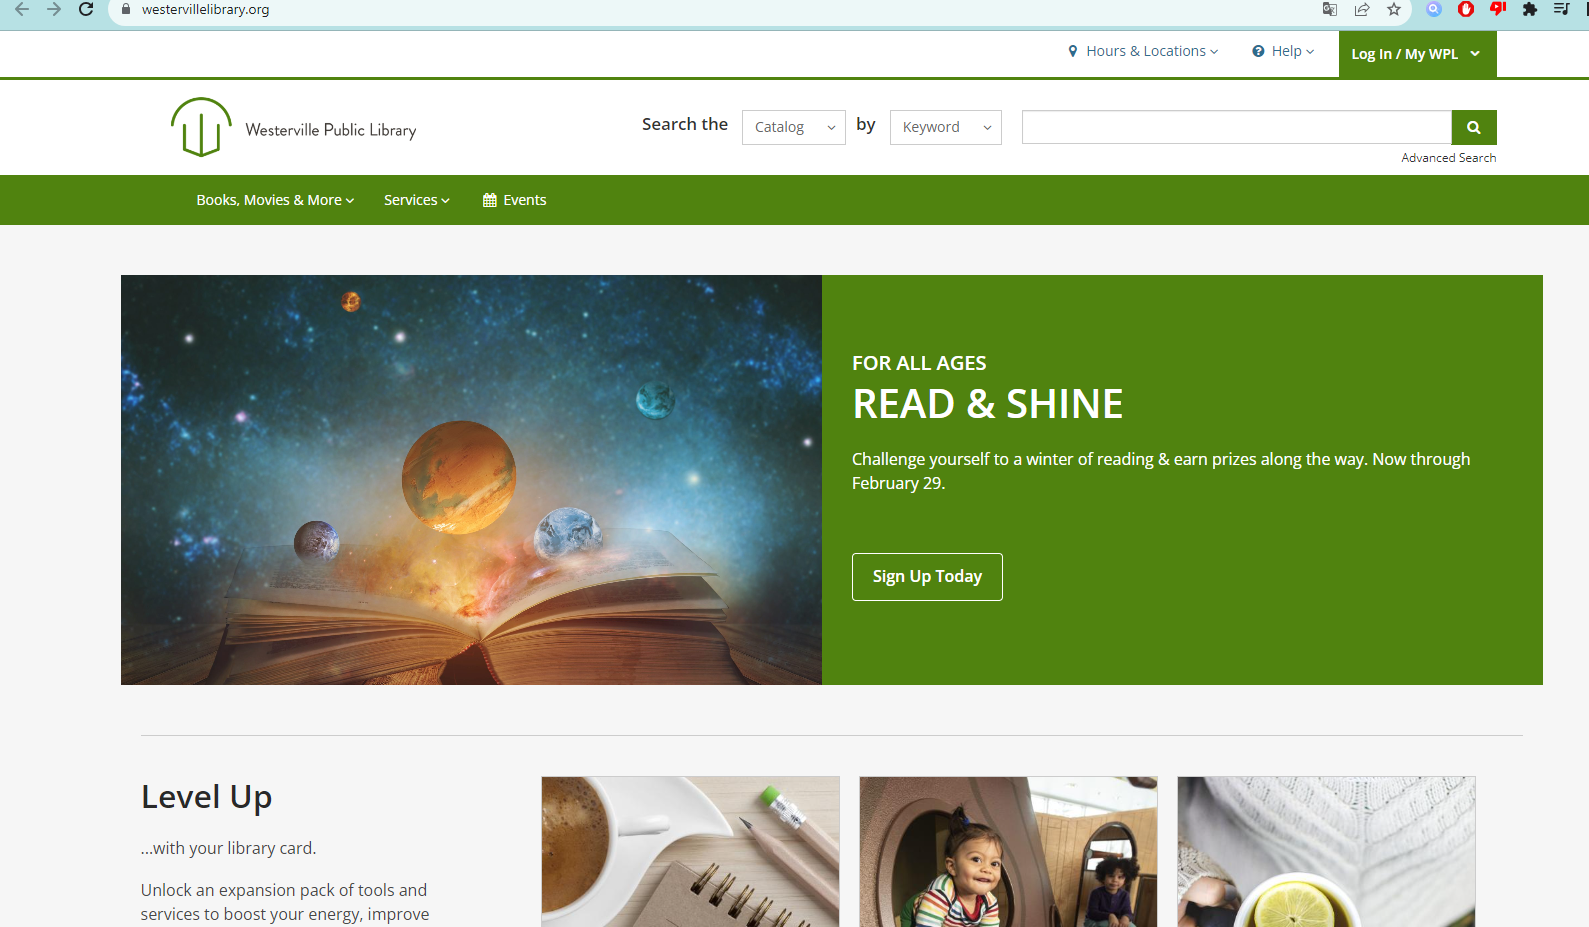 westervillelibrary.org
Hours & Locations
Help
Log In / My WPL
Westerville Public Library
Search the
Catalog
by
Keyword
Advanced Search
Books, Movies & More
Services
Events
FOR ALL AGES
READ & SHINE
Challenge yourself to a winter of reading & earn prizes along the way. Now through
February 29.
Sign Up Today
Level Up
...with your library card.
Unlock an expansion pack of tools and
services to boost your energy, improve